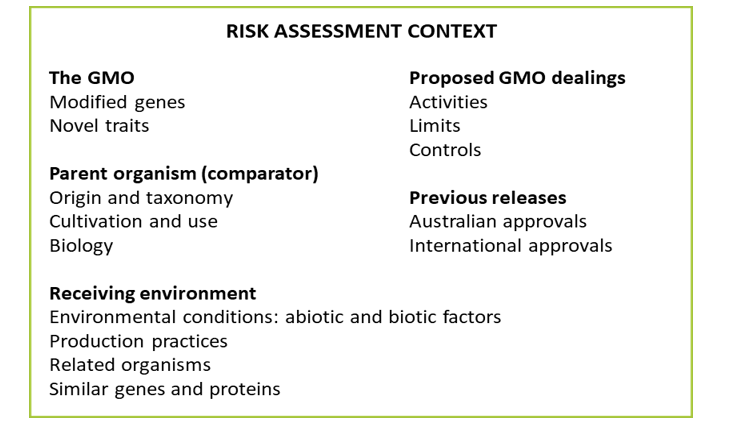 RISK ASSESSMENT CONTEXT
The GMO
Modified genes
Novel traits
Parent organism (comparator)
Origin and taxonomy
Cultivation and use
Biology
Proposed GMO dealings
Activities
Limits
Controls
Previous releases
Australian approvals
International approvals
Receiving environment
Environmental conditions: abiotic and biotic factors
Production practices
Related organisms
Similar genes and proteins